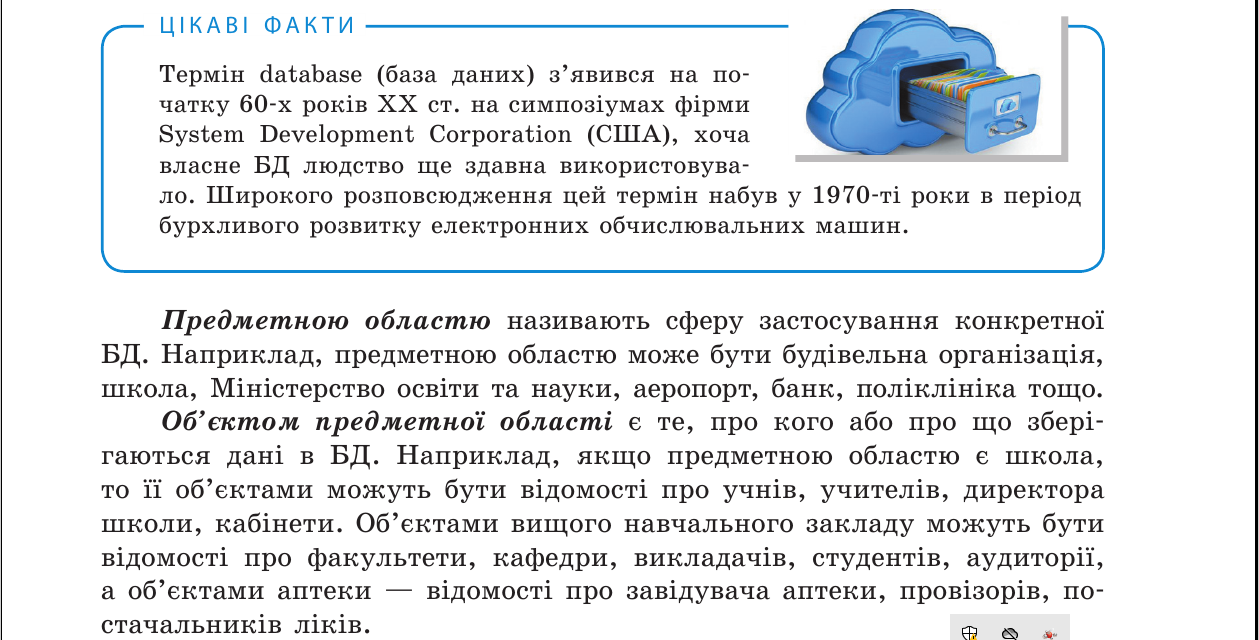 ЦІКАВІ ФАКТИ
Термін database (база даних) з’явився на по-
чатку 60-х років XX ст. на симпозіумах фірми
System Development Corporation (США), хоча
власне БД людство ще здавна використовува-
ло. Широкого розповсюдження цей термін набув у 1970-ті роки в період
бурхливого розвитку електронних обчислювальних машин.
Предметною областю називають сферу застосування конкретної
БД. Наприклад, предметною областю може бути будівельна організація,
школа, Міністерство освіти та науки, аеропорт, банк, поліклініка тощо.
Об’єктом предметної області є те, про кого або про що збері-
гаються дані в БД. Наприклад, якщо предметною областю є школа,
то її об’єктами можуть бути відомості про учнів, учителів, директора
школи, кабінети. Об’єктами вищого навчального закладу можуть бути
відомості про факультети, кафедри, викладачів, студентів, аудиторії,
а об’єктами аптеки — відомості про завідувача аптеки, провізорів, по-
стачальників ліків.